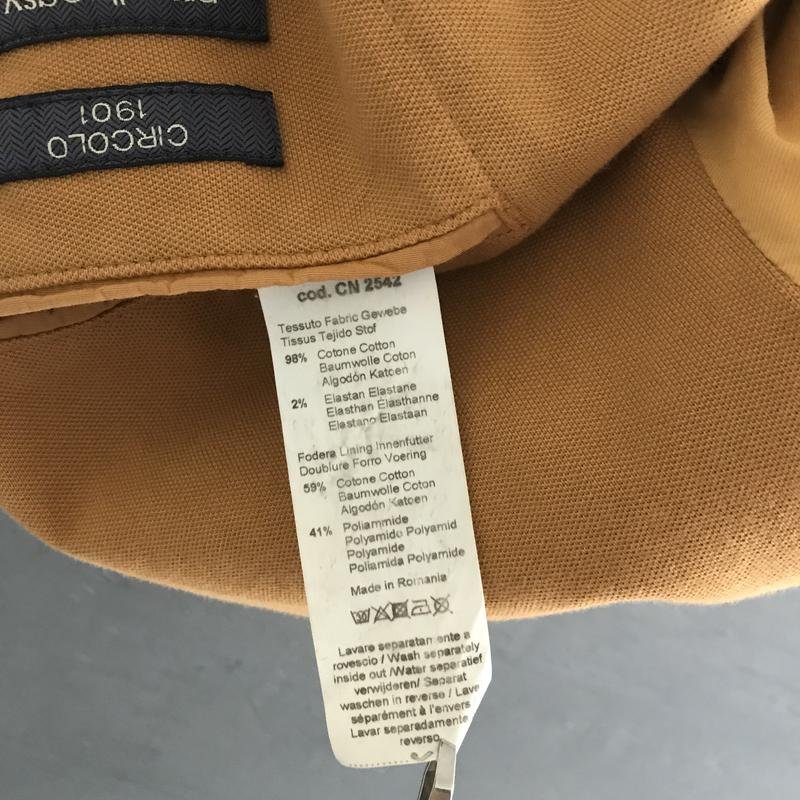 CIRCOLO
1901
cod. CN 2542
Tessuto Fabric Gewebe
Tissus Tejido Stof
98% Cotone Cotton
Baumwolle Coton
Algodón Katoen
2% Elastan Elastane
Elasthan Élasthanne
Elastano Elastaan
Fodera Lining Innenfutter
Doublure Forro Voering
59% Cotone Cotton
Baumwolle Coton
Algodón Katoen
41% Poliammide
Polyamide Polyamid
Polyamide
Poliamida Polyamide
Made in Romania
Lavare separatamente a
rovescio / Wash separately
inside out /Water separatief
verwijderen/ Separat
waschen in reverse / Lave
séparément à l'envers
Lavar separadamente
reverso